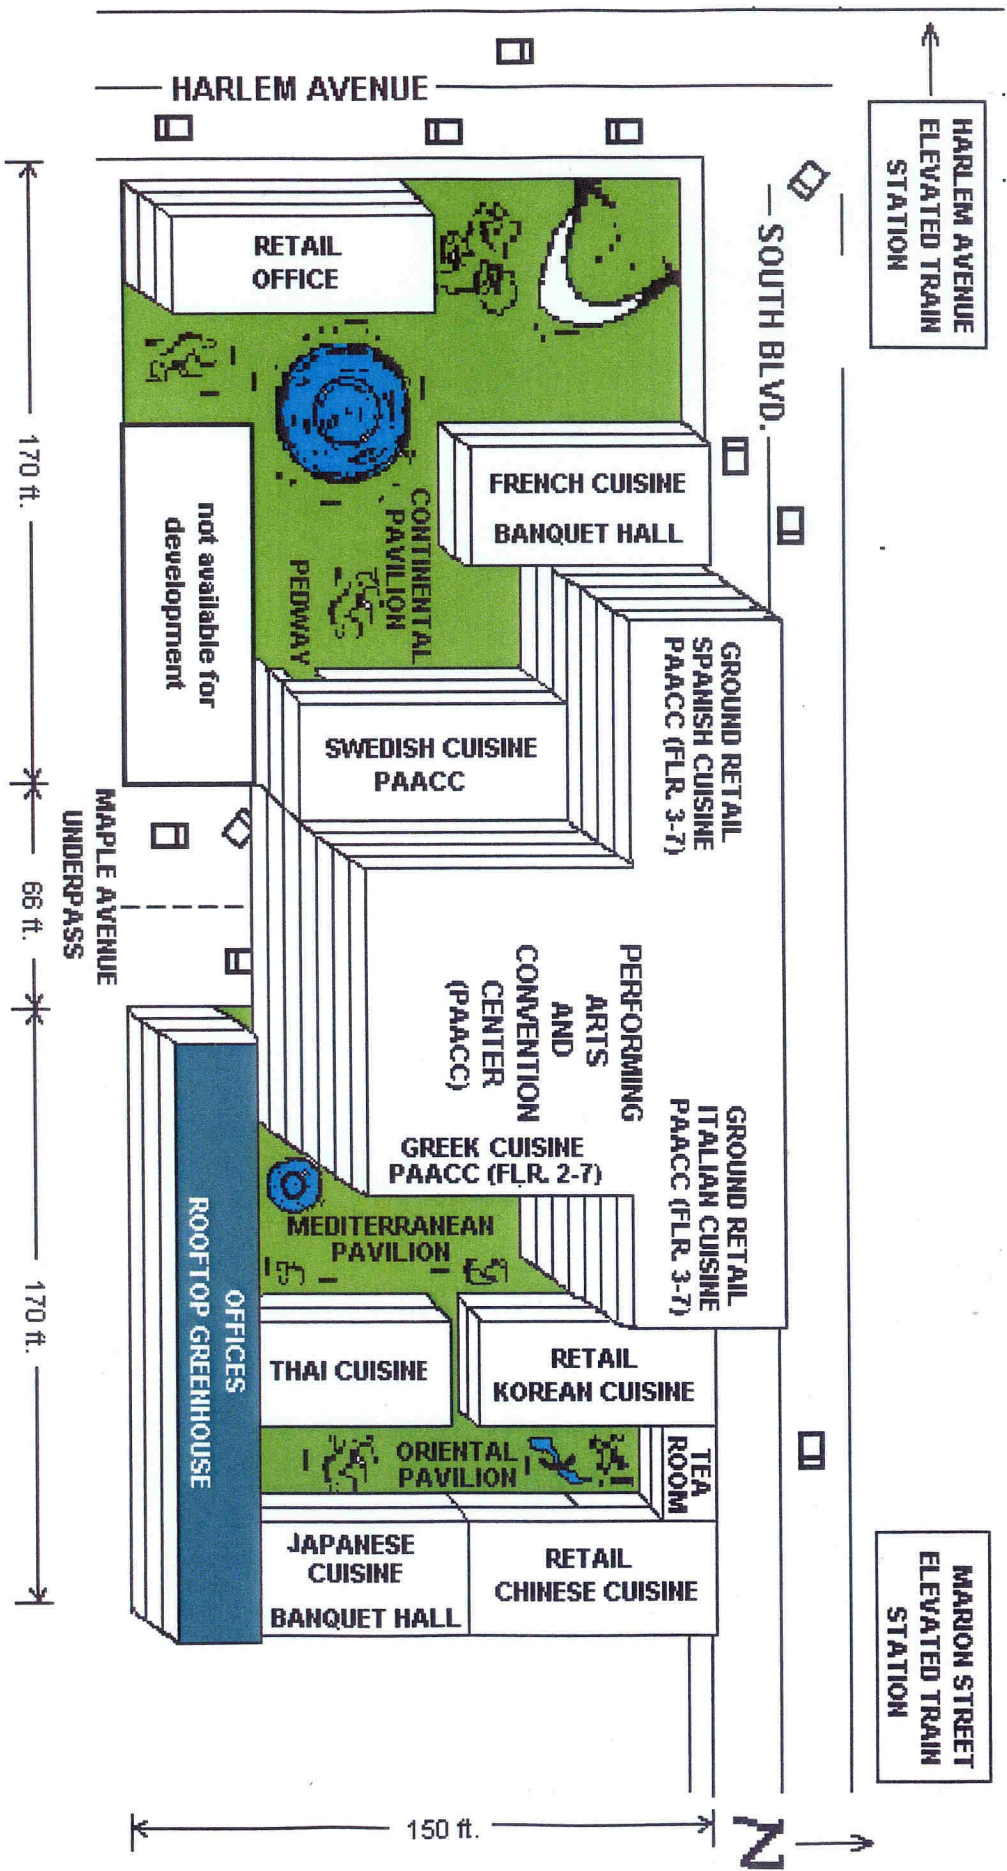 HARLEM AVENUE
ELEVATED TRAIN
STATION
MARION STREET
ELEVATED TRAIN
STATION
N
SOUTH BLVD.
HARLEM AVENUE
RETAIL
OFFICE
FRENCH CUISINE
BANQUET HALL
GROUND RETAIL
SPANISH CUISINE
PAACC (FLR. 3-7)
GROUND RETAIL
ITALIAN CUISINE
PAACC (FLR. 3-7)
CONTINENTAL
PAVILION
PEDWAY
SWEDISH CUISINE
PAACC
PERFORMING
ARTS
AND
CONVENTION
CENTER
(PAACC)
GREEK CUISINE
PAACC (FLR. 2-7)
MEDITERRANEAN
PAVILION
RETAIL
KOREAN CUISINE
THAI CUISINE
TEA
ROOM
ORIENTAL
PAVILION
RETAIL
CHINESE CUISINE
JAPANESE
CUISINE
BANQUET HALL
OFFICES
ROOFTOP GREENHOUSE
not available for
development
MAPLE AVENUE
UNDERPASS
170 ft.
66 ft.
170 ft.
150 ft.